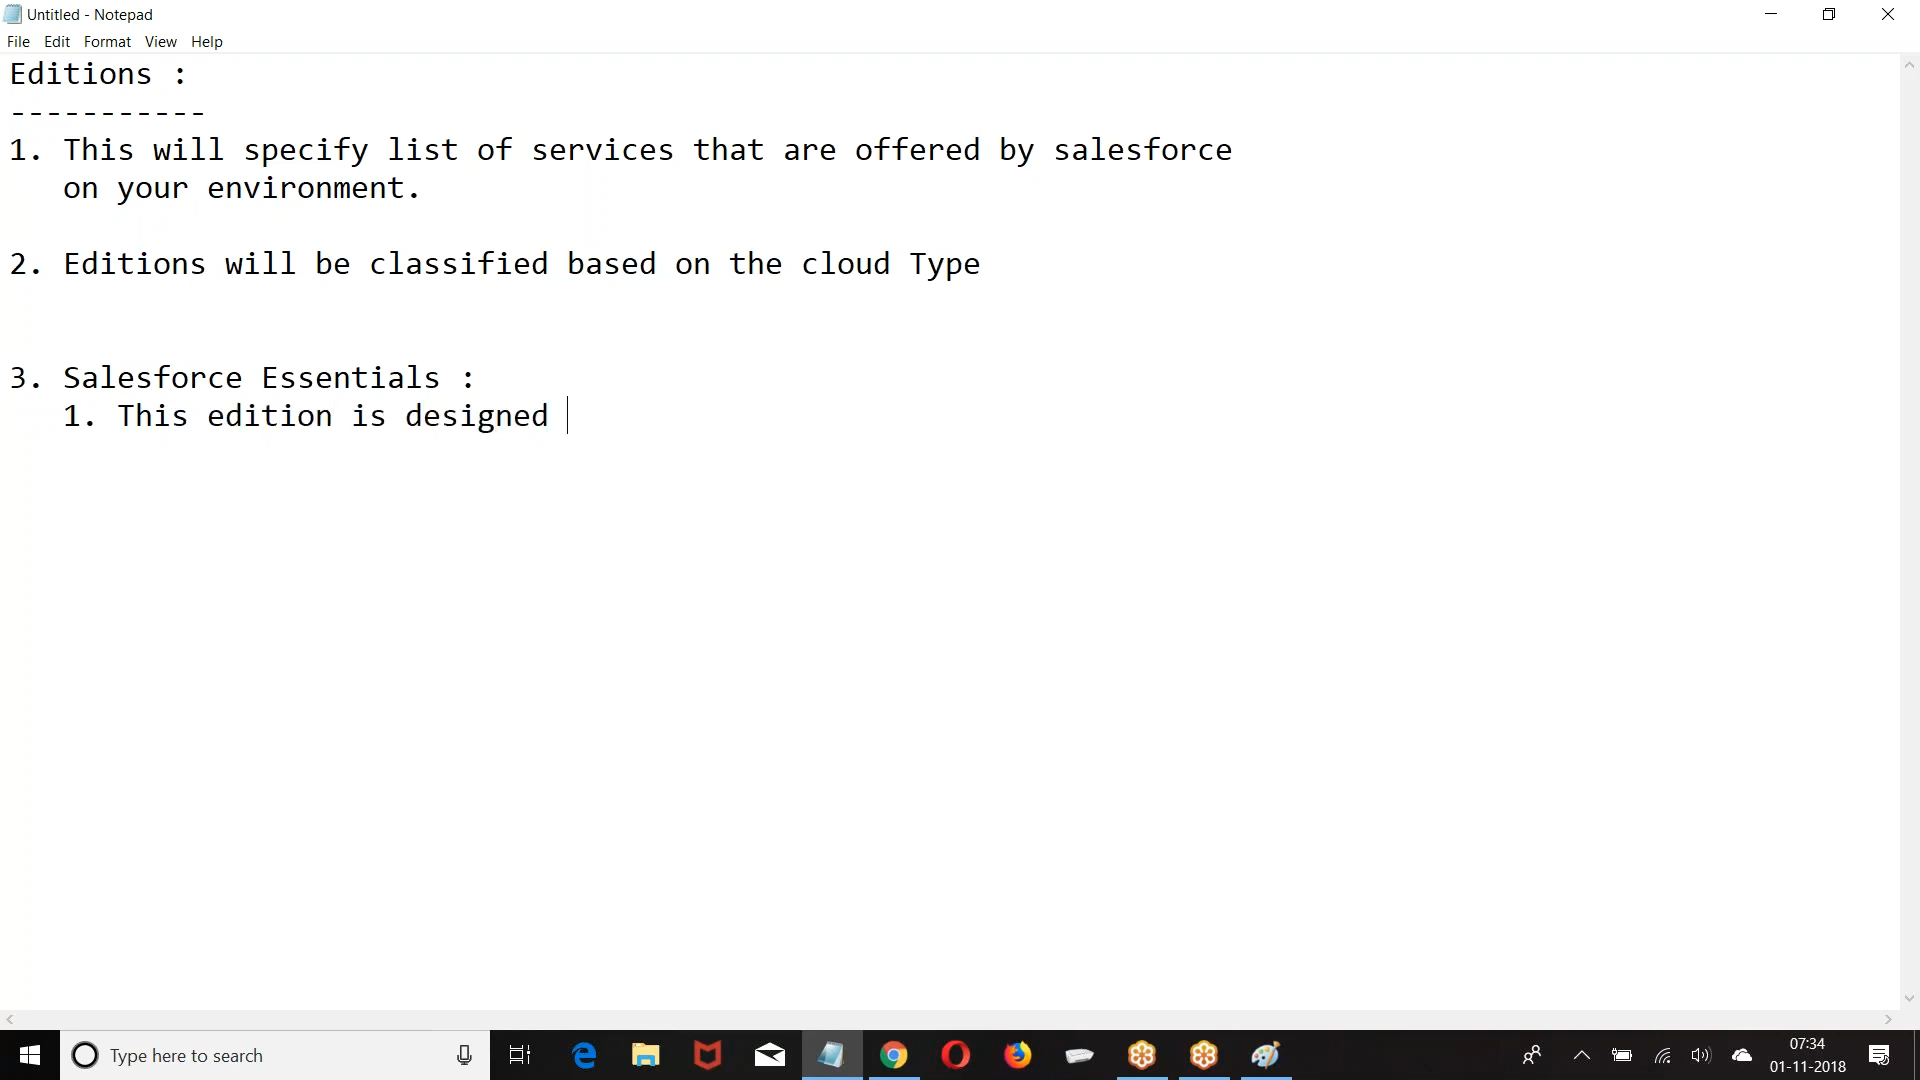 Untitled - Notepad
File Edit Format View Help
Editions :
-----------
1. This will specify list of services that are offered by salesforce
on your environment.
2. Editions will be classified based on the cloud Type
3. Salesforce Essentials :
1. This edition is designed
Type here to search
07:34
01-11-2018